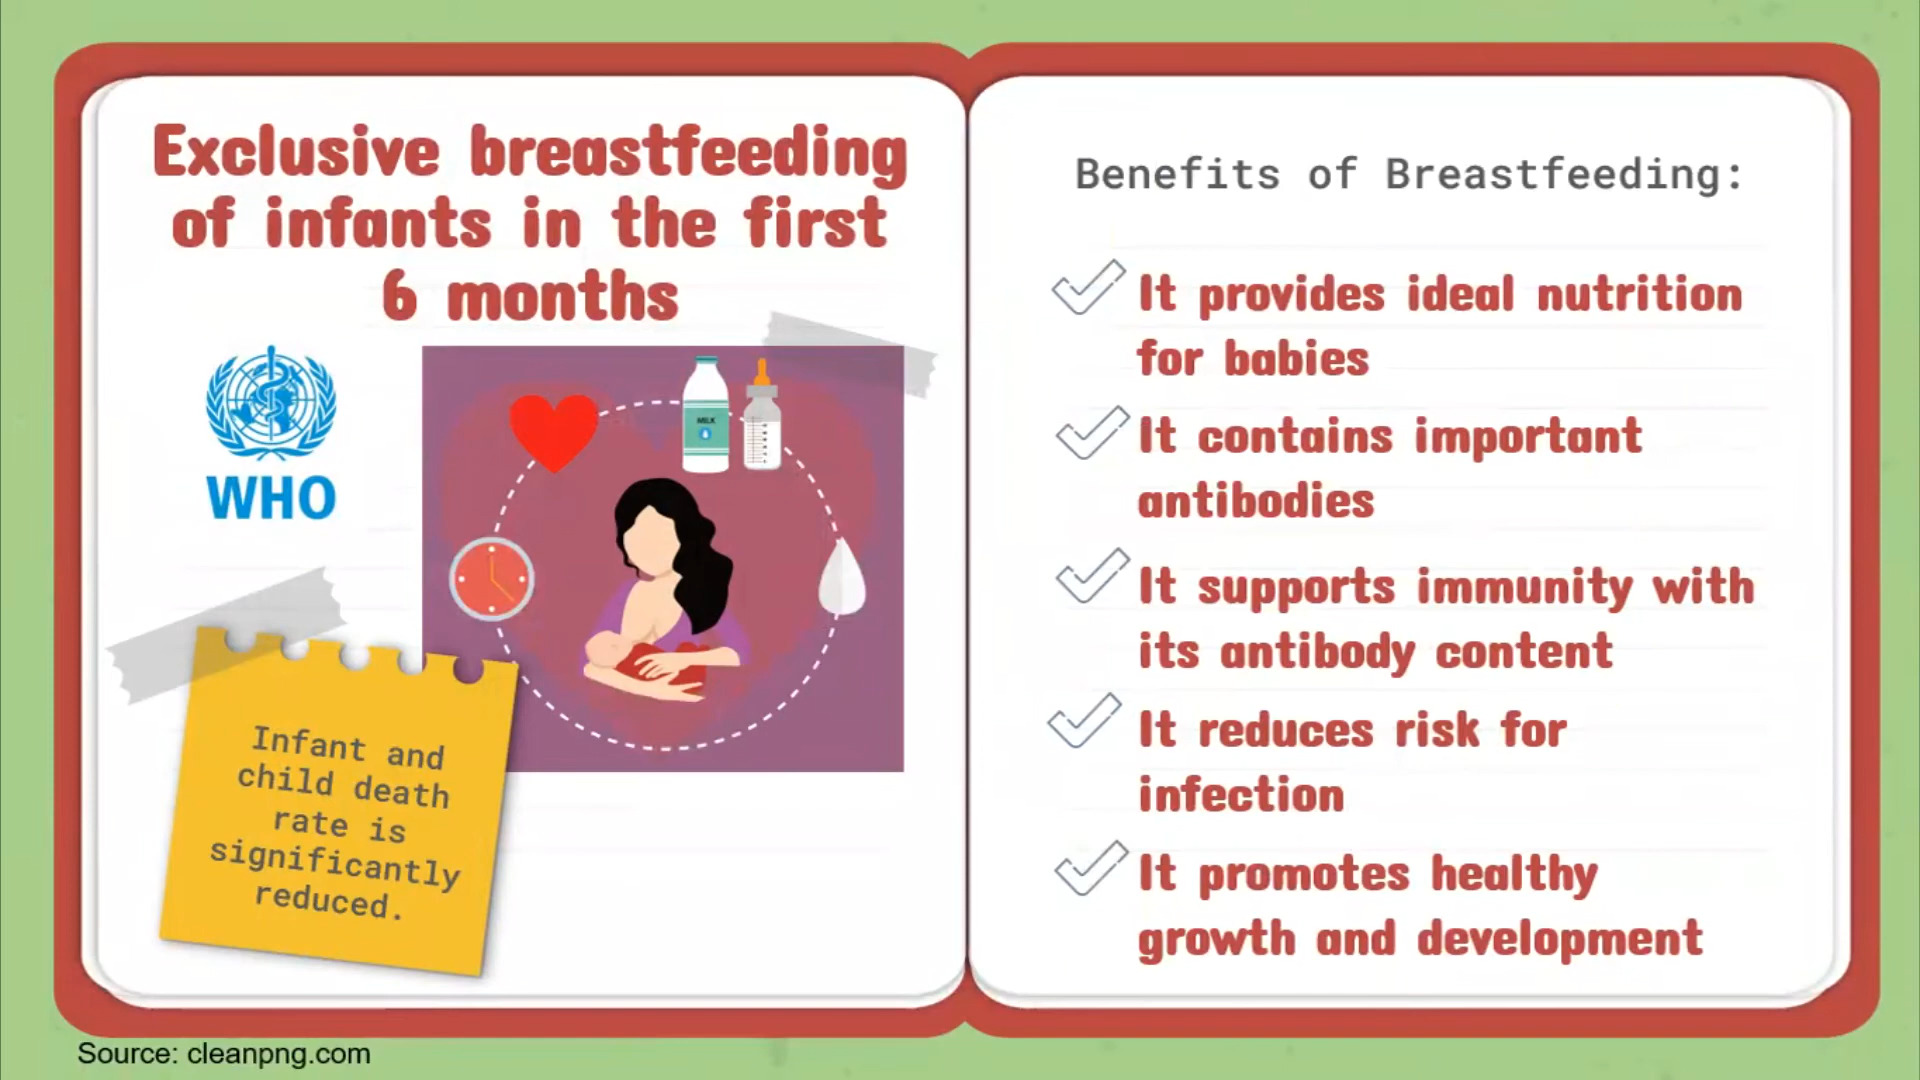 Exclusive breastfeeding
of infants in the first
6 months
WHO
MILK
Infant and
child death
rate is
significantly
reduced.
Benefits of Breastfeeding:
It provides ideal nutrition
for babies
It contains important
antibodies
It supports immunity with
its antibody content
It reduces risk for
infection
It promotes healthy
growth and development
Source: cleanpng.com